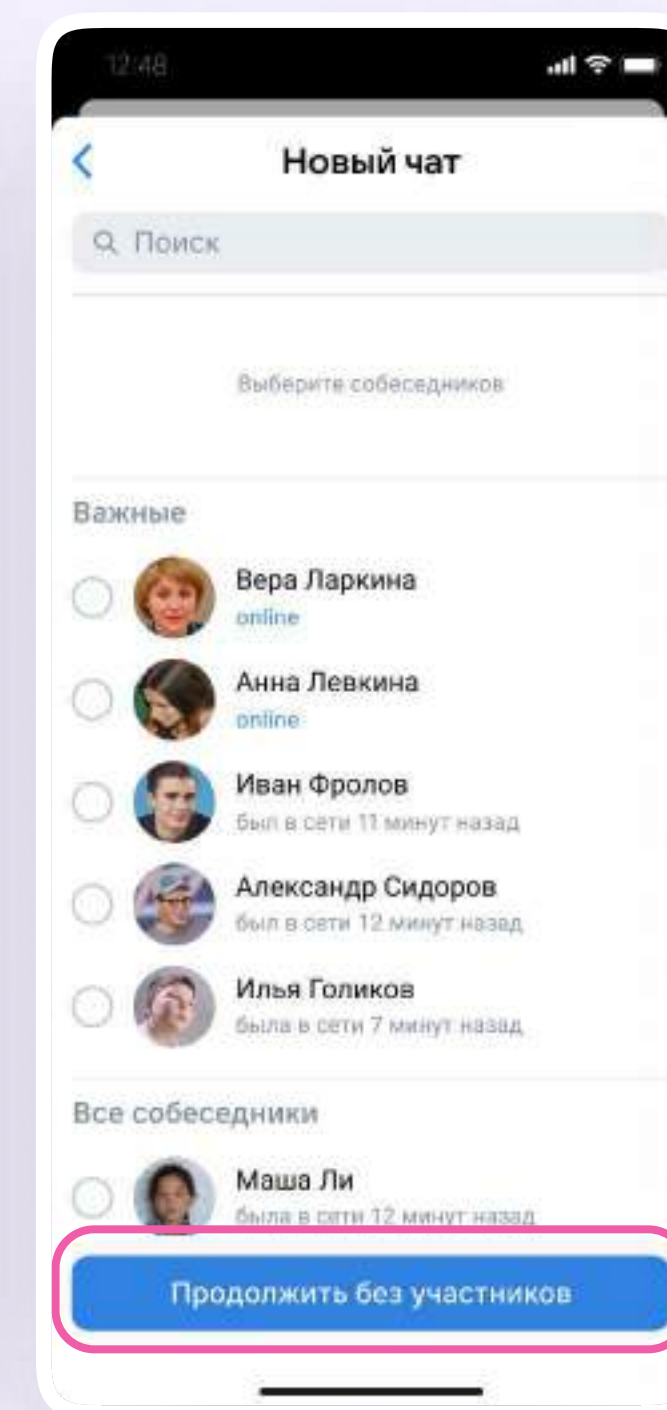 12:48
Новый чат
Поиск
Выберите собеседников
Важные
Вера Ларкина
online
Анна Левкина
online
Иван Фролов
был в сети 11 минут назад
Александр Сидоров
был в сети 12 минут назад
Илья Голиков
была в сети 7 минут назад
Все собеседники
Маша Ли
была в сети 12 минут назад
Продолжить без участников